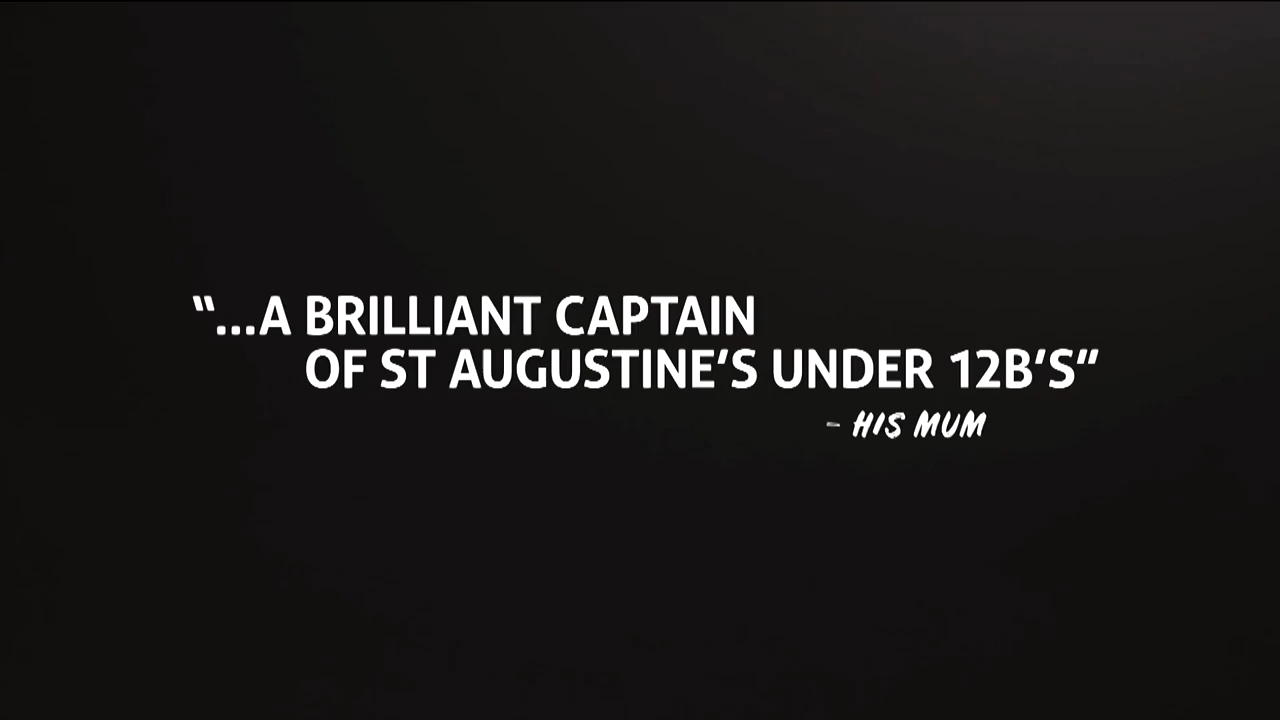 “...A BRILLIANT CAPTAIN
OF ST AUGUSTINE’S UNDER 12B’S”
- HIS MUM